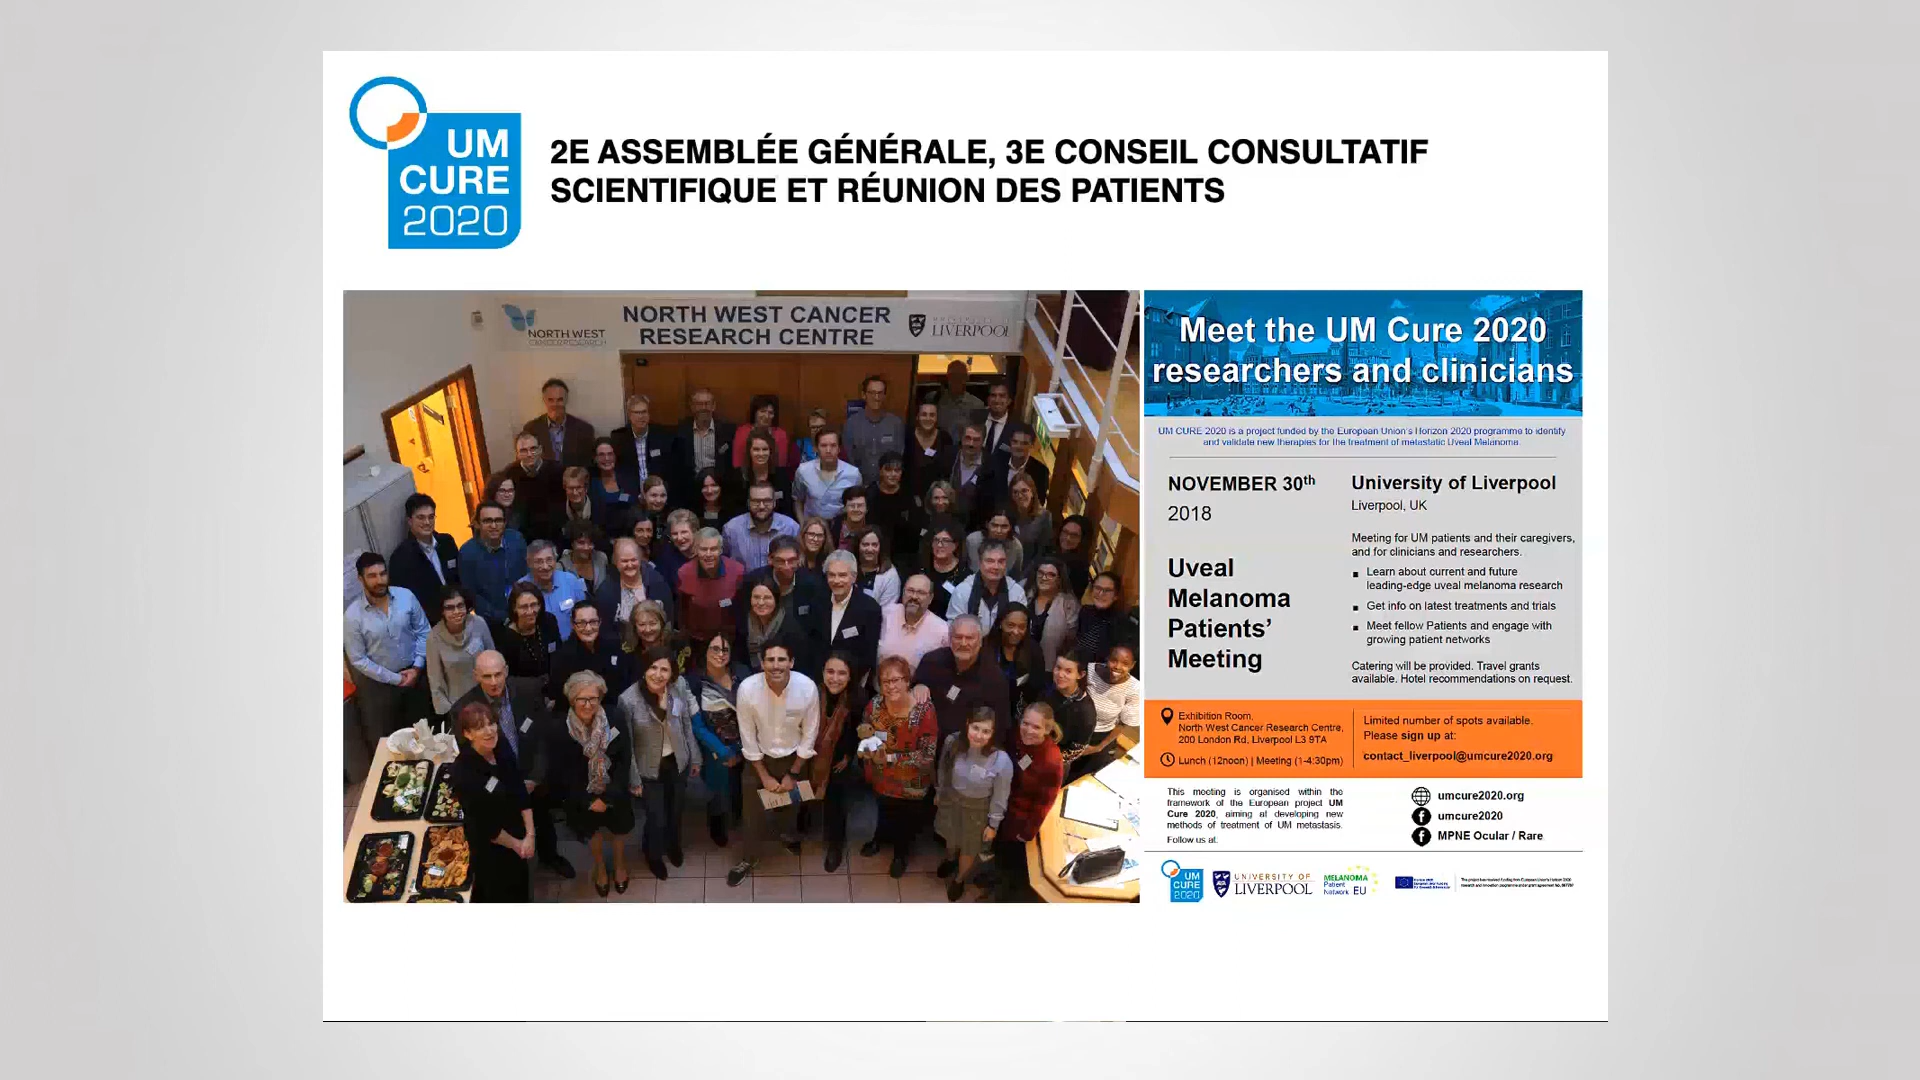 UM
CURE
2020
2E ASSEMBLÉE GÉNÉRALE, 3E CONSEIL CONSULTATIF
SCIENTIFIQUE ET RÉUNION DES PATIENTS
NORTH WEST
CANCER RESEARCH
NORTH WEST CANCER
RESEARCH CENTRE
LIVERPOOL
Meet the UM Cure 2020
researchers and clinicians
UM CURE 2020 is a project funded by the European Union's Horizon 2020 programme to identify
and validate new therapies for the treatment of metastatic Uveal Melanoma.
NOVEMBER 30th
2018
Uveal
Melanoma
Patients’
Meeting
University of Liverpool
Liverpool, UK
Meeting for UM patients and their caregivers,
and for clinicians and researchers.
▪ Learn about current and future
leading-edge uveal melanoma research
▪ Get info on latest treatments and trials
▪ Meet fellow Patients and engage with
growing patient networks
Catering will be provided. Travel grants
available. Hotel recommendations on request.
Exhibition Room,
North West Cancer Research Centre,
200 London Rd, Liverpool L3 9TA
Lunch (12noon) | Meeting (1-4:30pm)
Limited number of spots available.
Please sign up at:
contact_liverpool@umcure2020.org
This meeting is organised within the
framework of the European project UM
Cure 2020, aiming at developing new
methods of treatment of UM metastasis.
Follow us at:
umcure2020.org
umcure2020
MPNE Ocular / Rare
UM
CURE
2020
UNIVERSITY OF
LIVERPOOL
MELANOMA
Patient
Network EU